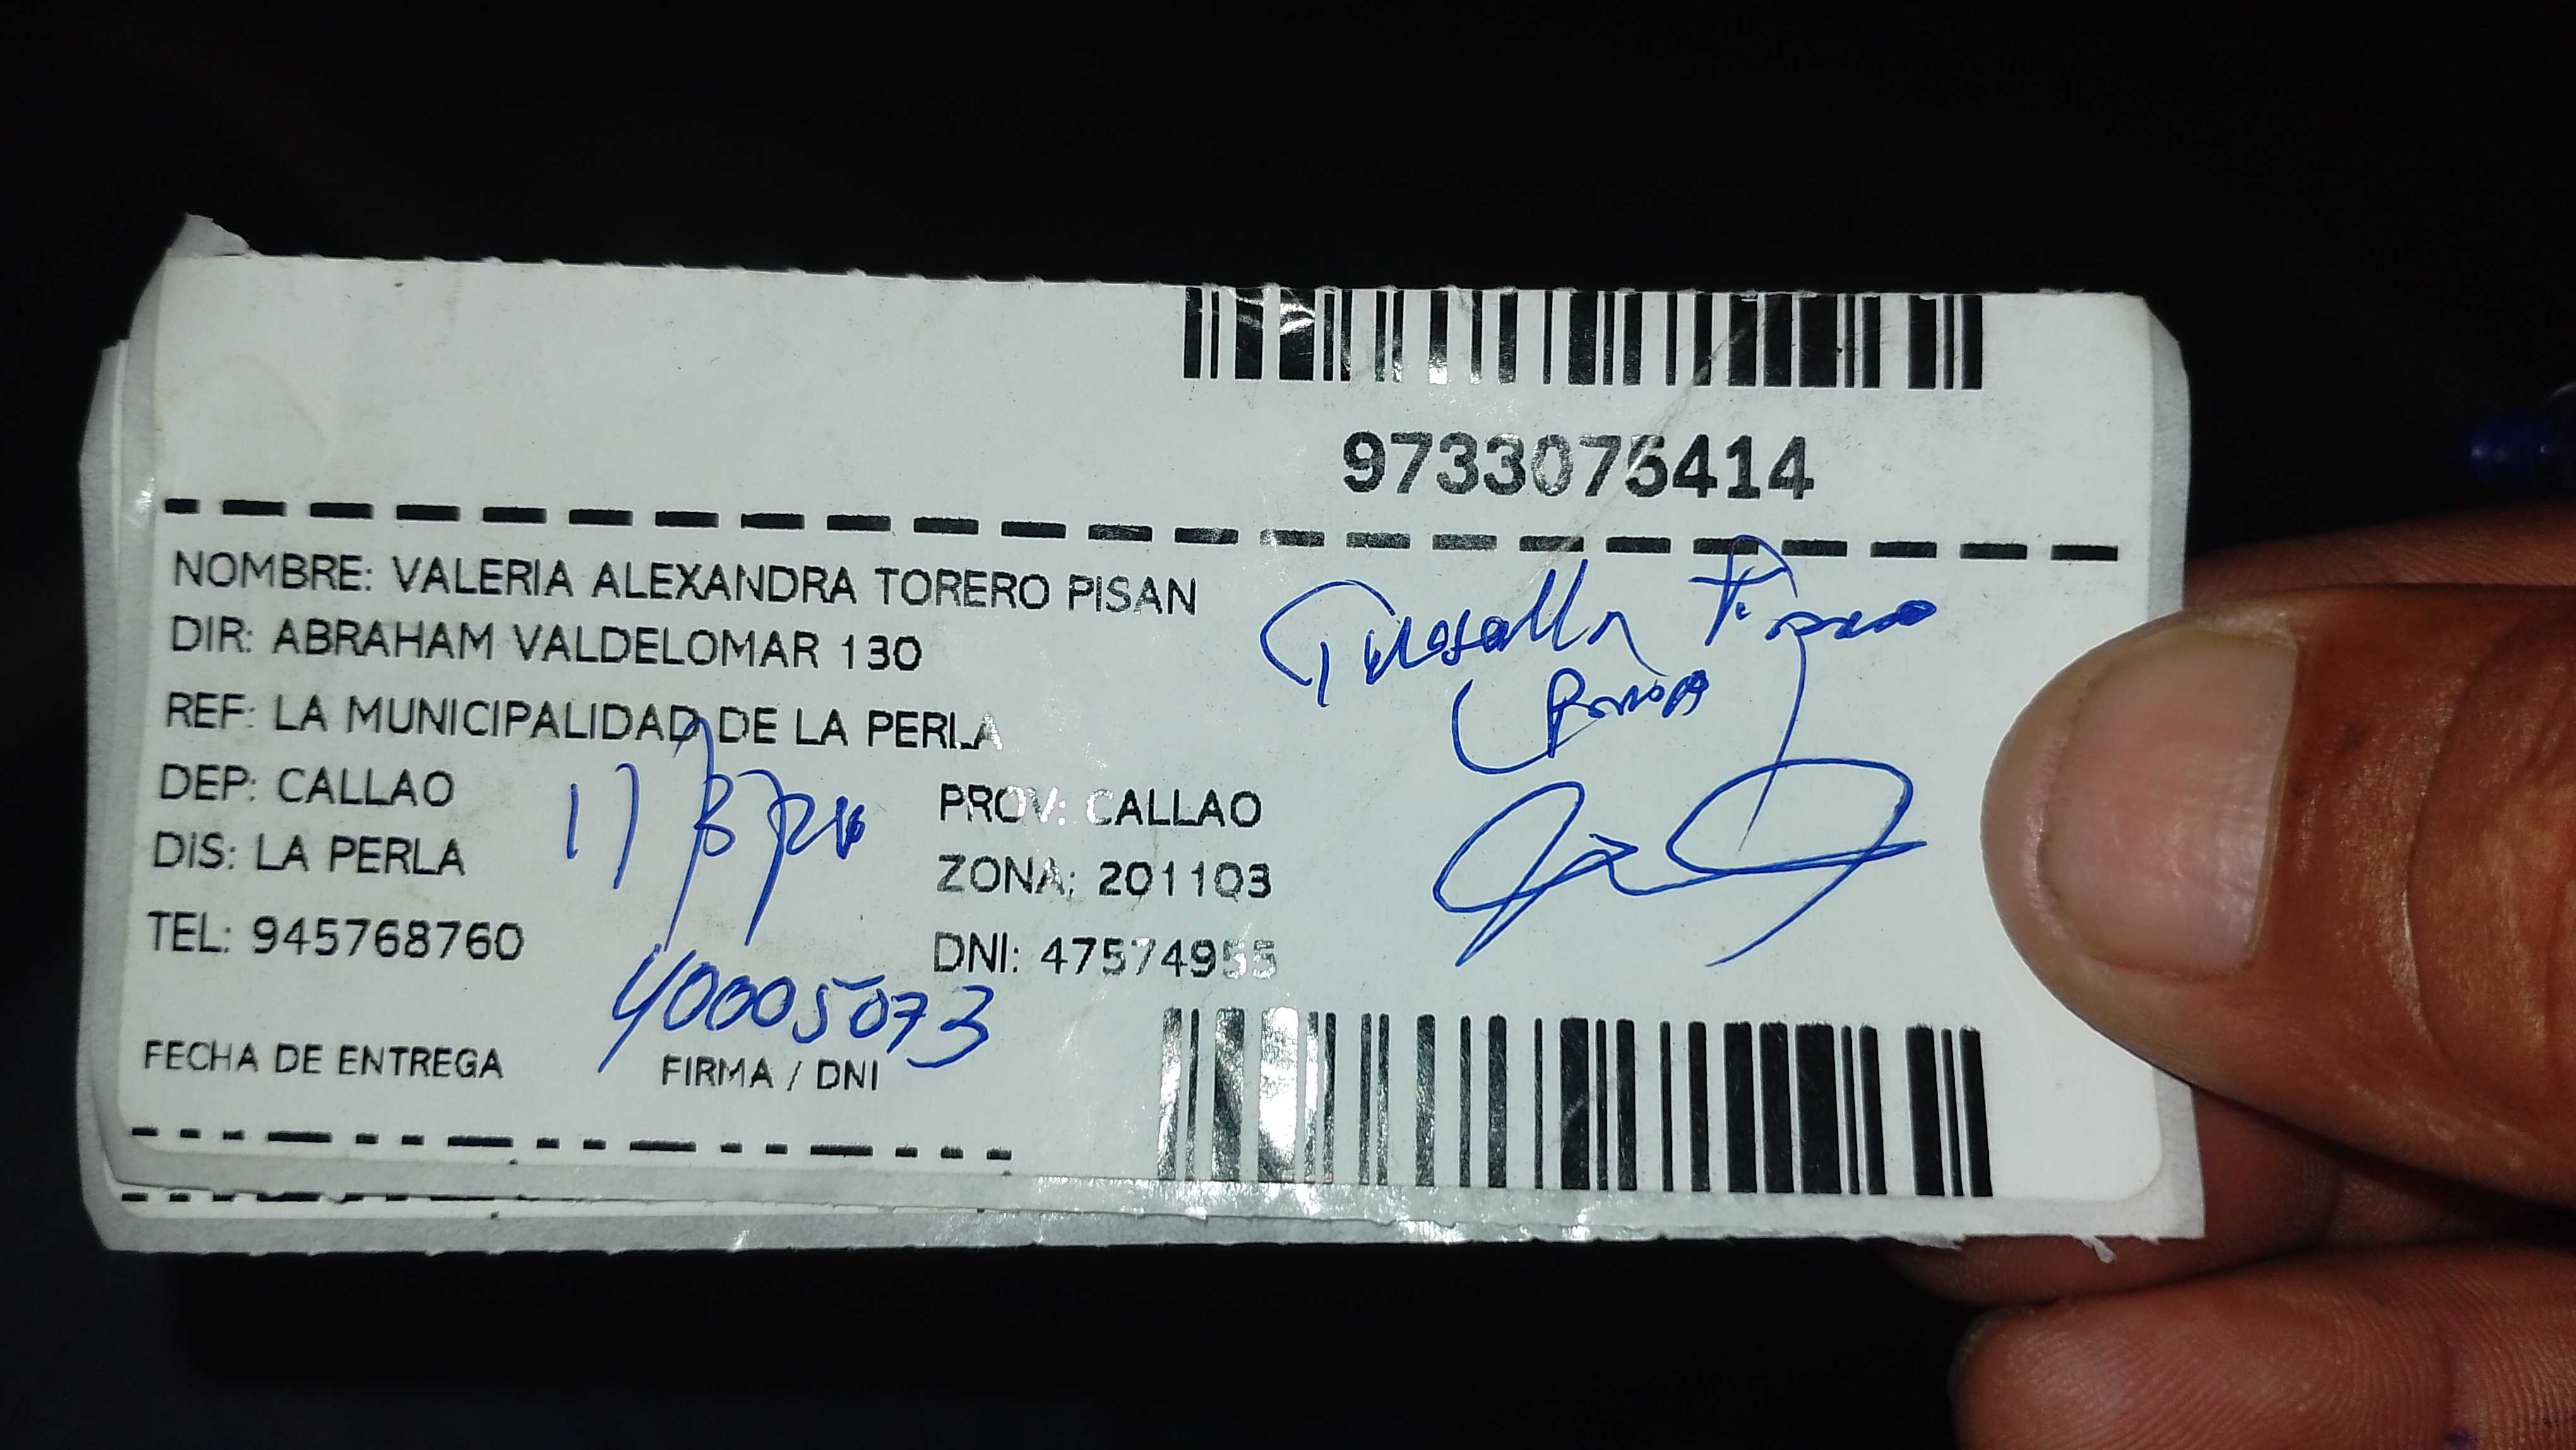 9733075414
NOMBRE: VALERIA ALEXANDRA TORERO PISAN
DIR: ABRAHAM VALDELOMAR 130
REF: LA MUNICIPALIDAD DE LA PERLA
DEP: CALLAO PROV: CALLAO
DIS: LA PERLA ZONA: 201103
TEL: 945768760 DNI: 47574955
40005073
FECHA DE ENTREGA FIRMA / DNI